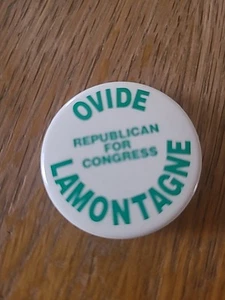 OVIDE
REPUBLICAN
FOR
CONGRESS
LAMONTAGNE